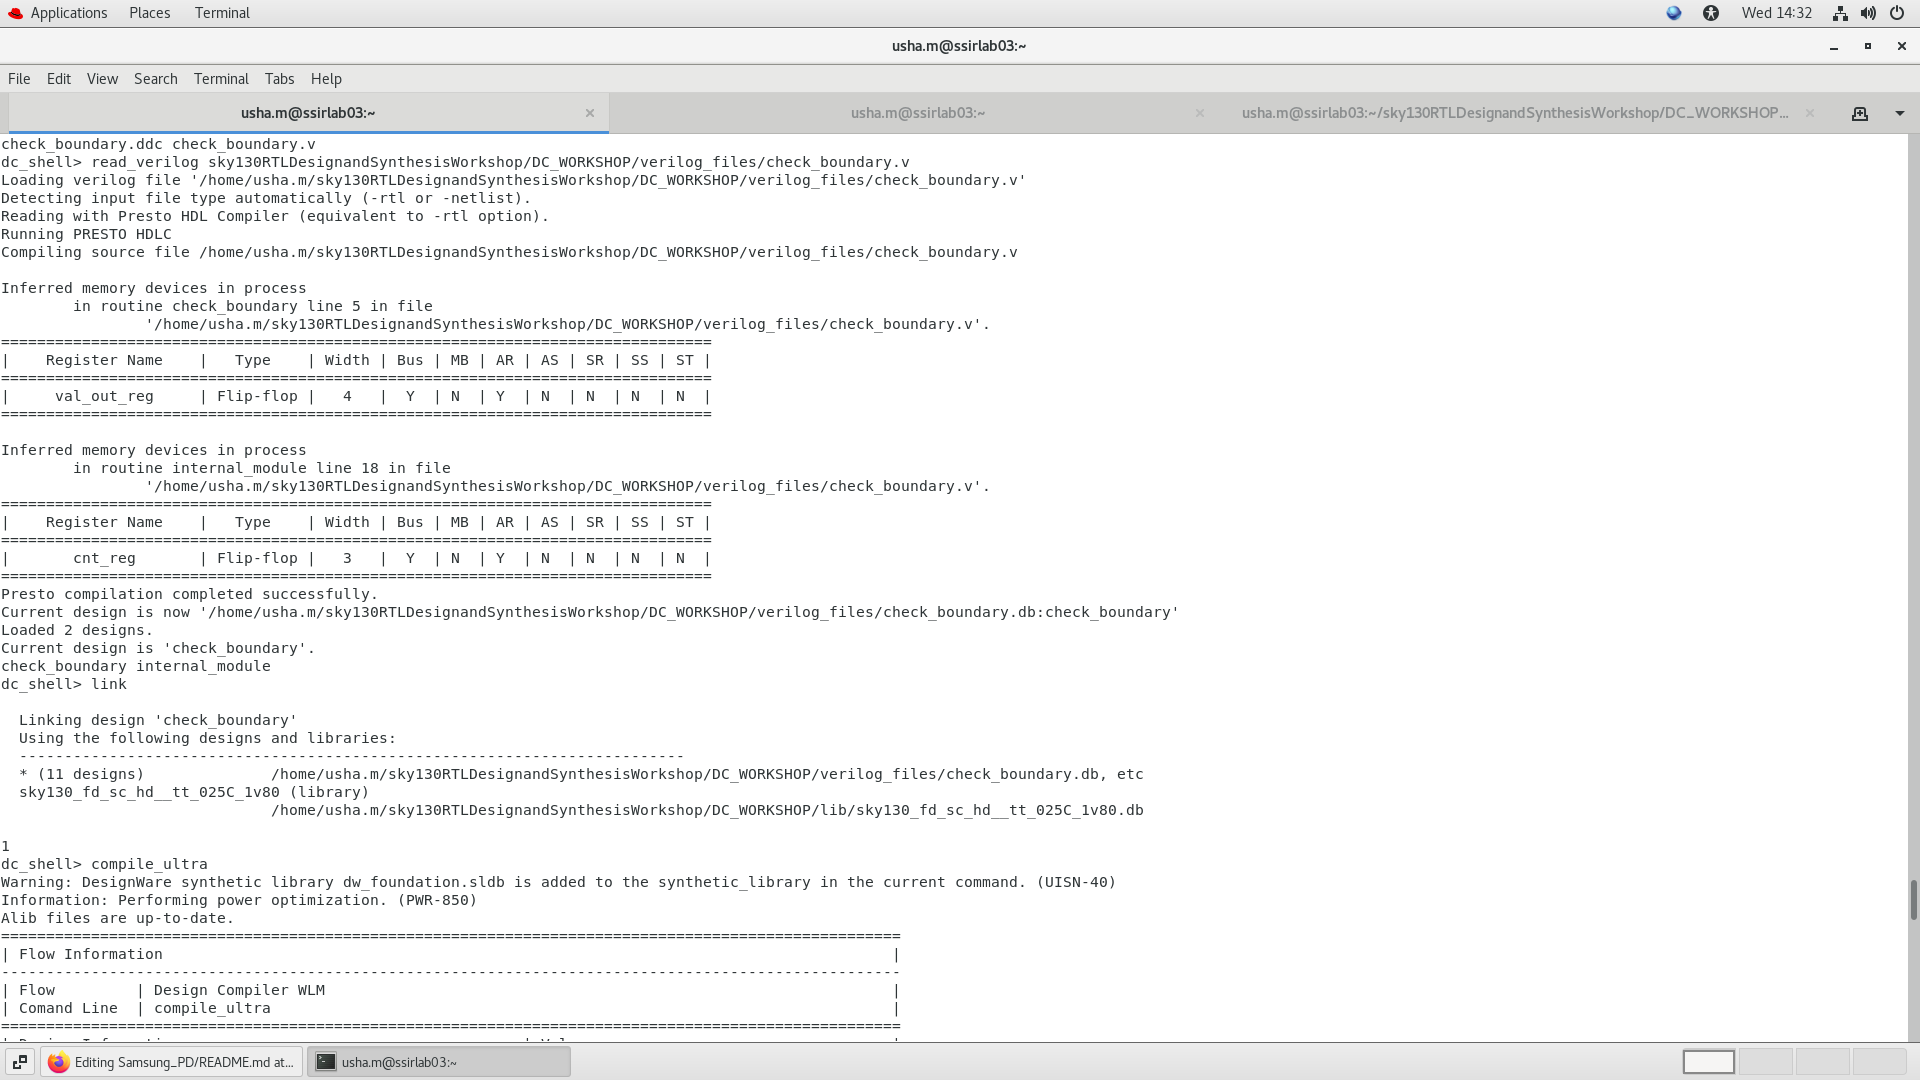 Applications Places Terminal Wed 14:32
usha.m@ssirlab03:~
File Edit View Search Terminal Tabs Help
usha.m@ssirlab03:~ usha.m@ssirlab03:~ usha.m@ssirlab03:~/sky130RTLDesignandSynthesisWorkshop/DC_WORKSHOP...
check_boundary.ddc check_boundary.v
dc_shell> read_verilog sky130RTLDesignandSynthesisWorkshop/DC_WORKSHOP/verilog_files/check_boundary.v
Loading verilog file '/home/usha.m/sky130RTLDesignandSynthesisWorkshop/DC_WORKSHOP/verilog_files/check_boundary.v'
Detecting input file type automatically (-rtl or -netlist).
Reading with Presto HDL Compiler (equivalent to -rtl option).
Running PRESTO HDLC
Compiling source file /home/usha.m/sky130RTLDesignandSynthesisWorkshop/DC_WORKSHOP/verilog_files/check_boundary.v
Inferred memory devices in process
in routine check_boundary line 5 in file
'/home/usha.m/sky130RTLDesignandSynthesisWorkshop/DC_WORKSHOP/verilog_files/check_boundary.v'.
===============================================================================
| Register Name | Type | Width | Bus | MB | AR | AS | SR | SS | ST |
===============================================================================
| val_out_reg | Flip-flop | 4 | Y | N | Y | N | N | N | N |
===============================================================================
Inferred memory devices in process
in routine internal_module line 18 in file
'/home/usha.m/sky130RTLDesignandSynthesisWorkshop/DC_WORKSHOP/verilog_files/check_boundary.v'.
===============================================================================
| Register Name | Type | Width | Bus | MB | AR | AS | SR | SS | ST |
===============================================================================
| cnt_reg | Flip-flop | 3 | Y | N | Y | N | N | N | N |
===============================================================================
Presto compilation completed successfully.
Current design is now '/home/usha.m/sky130RTLDesignandSynthesisWorkshop/DC_WORKSHOP/verilog_files/check_boundary.db:check_boundary'
Loaded 2 designs.
Current design is 'check_boundary'.
check_boundary internal_module
dc_shell> link
Linking design 'check_boundary'
Using the following designs and libraries:
--------------------------------------------------------------------------
* (11 designs) /home/usha.m/sky130RTLDesignandSynthesisWorkshop/DC_WORKSHOP/verilog_files/check_boundary.db, etc
sky130_fd_sc_hd__tt_025C_1v80 (library)
/home/usha.m/sky130RTLDesignandSynthesisWorkshop/DC_WORKSHOP/lib/sky130_fd_sc_hd__tt_025C_1v80.db
1
dc_shell> compile_ultra
Warning: DesignWare synthetic library dw_foundation.sldb is added to the synthetic_library in the current command. (UISN-40)
Information: Performing power optimization. (PWR-850)
Alib files are up-to-date.
====================================================================================================
| Flow Information |
----------------------------------------------------------------------------------------------------
| Flow | Design Compiler WLM |
| Comand Line | compile_ultra |
====================================================================================================
Editing Samsung_PD/README.md at... usha.m@ssirlab03:~